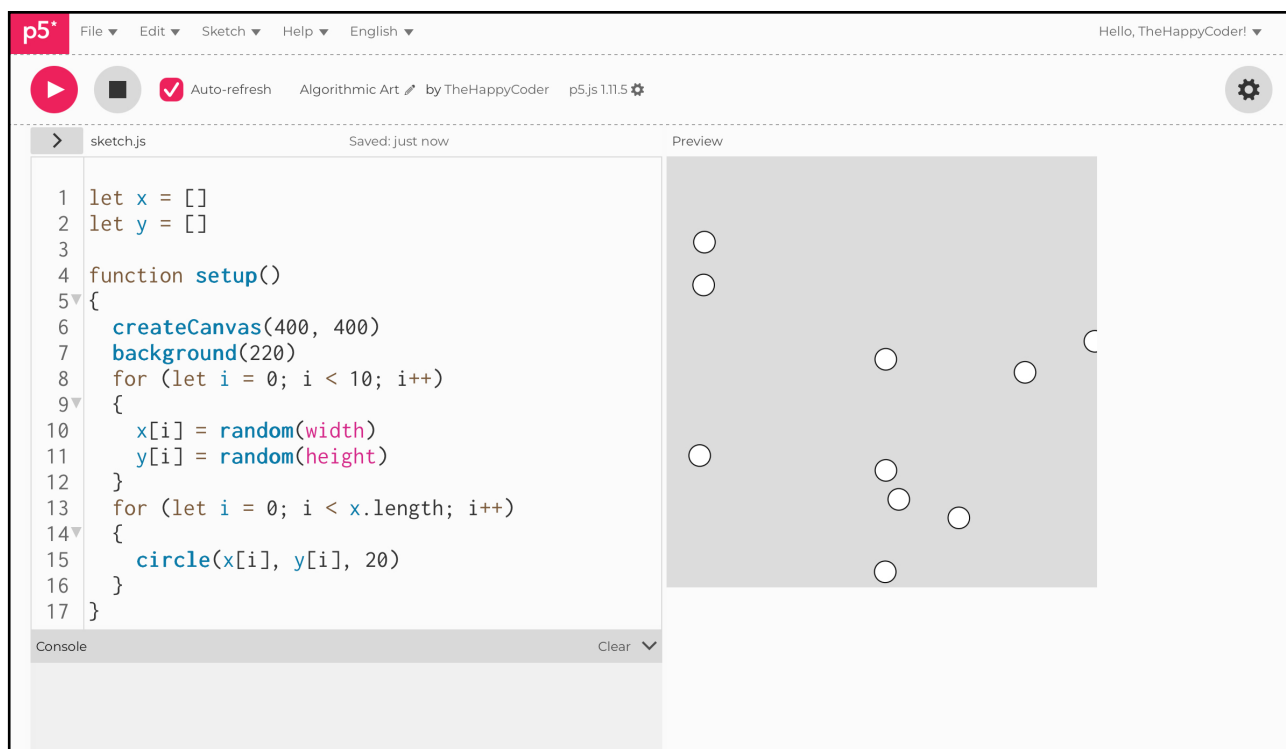 p5* File Edit Sketch Help English Hello, TheHappyCoder!
Auto-refresh Algorithmic Art by TheHappyCoder p5.js 1.11.5
sketch.js Saved: just now Preview
1 let x = []
2 let y = []
3
4 function setup()
5 {
6 createCanvas(400, 400)
7 background(220)
8 for (let i = 0; i < 10; i++)
9 {
10 x[i] = random(width)
11 y[i] = random(height)
12 }
13 for (let i = 0; i < x.length; i++)
14 {
15 circle(x[i], y[i], 20)
16 }
17 }
Console Clear